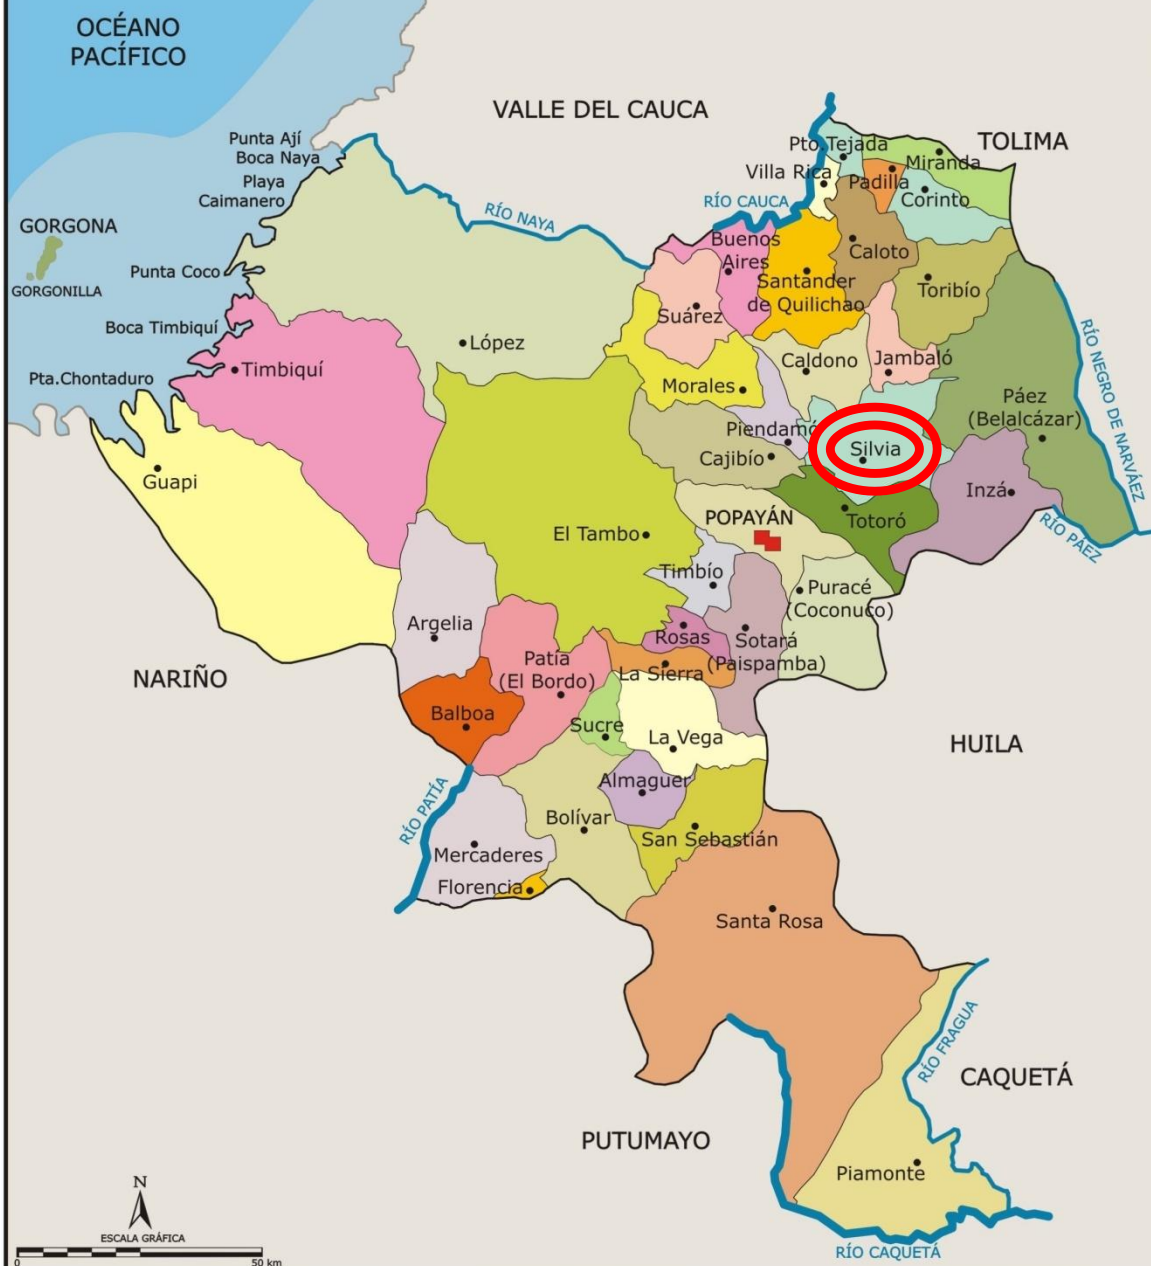 OCÉANO
PACÍFICO
VALLE DEL CAUCA
TOLIMA
Punta Ají
Boca Naya
Playa
Caimanero
GORGONA
GORGONILLA
Punta Coco
Boca Timbiquí
Pta.Chontaduro
RÍO NAYA
RÍO CAUCA
Pto.Tejada
Villa Rica
Padilla
Miranda
Corinto
Buenos
Aires
Santander
de Quilichao
Caloto
Toribío
Suárez
López
Timbiquí
Morales
Caldono
Jambaló
Páez
(Belalcázar)
RÍO NEGRO DE NARVÁEZ
Piendamó
Silvia
Cajibío
Guapi
Inzá
POPAYÁN
Totoró
RÍO PÁEZ
El Tambo
Timbío
Puracé
(Coconuco)
Argelia
Rosas
Sotará
(Paispamba)
Patía
(El Bordo)
La Sierra
NARIÑO
Balboa
Sucre
La Vega
HUILA
Almaguer
RÍO PATÍA
Bolívar
San Sebastián
Mercaderes
Florencia
Santa Rosa
RÍO FRAGUA
CAQUETÁ
PUTUMAYO
Piamonte
RÍO CAQUETÁ
N
ESCALA GRÁFICA
0 50 km